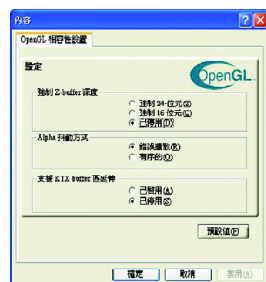 內容
OpenGL 相容性設置
設定
OpenGL
強制 Z-buffer 深度
強制 24-位元(2)
強制 16 位元(C)
已停用(D)
Alpha 抖動方式
錯誤擴散(R)
有序的(O)
支援 KTX buffer 區延伸
已啟用(A)
已停用(S)
預設值(F)
確定
取消
套用(A)